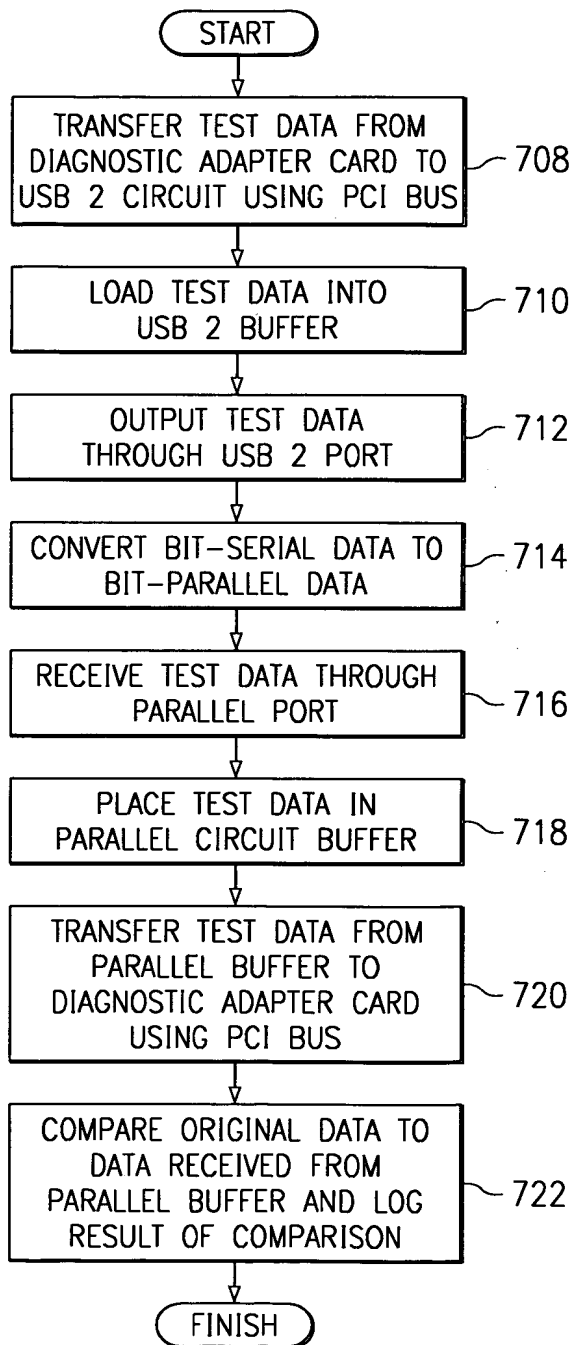 START
TRANSFER TEST DATA FROM
DIAGNOSTIC ADAPTER CARD TO
USB 2 CIRCUIT USING PCI BUS
708
LOAD TEST DATA INTO
USB 2 BUFFER
710
OUTPUT TEST DATA
THROUGH USB 2 PORT
712
CONVERT BIT-SERIAL DATA TO
BIT-PARALLEL DATA
714
RECEIVE TEST DATA THROUGH
PARALLEL PORT
716
PLACE TEST DATA IN
PARALLEL CIRCUIT BUFFER
718
TRANSFER TEST DATA FROM
PARALLEL BUFFER TO
DIAGNOSTIC ADAPTER CARD
USING PCI BUS
720
COMPARE ORIGINAL DATA TO
DATA RECEIVED FROM
PARALLEL BUFFER AND LOG
RESULT OF COMPARISON
722
FINISH